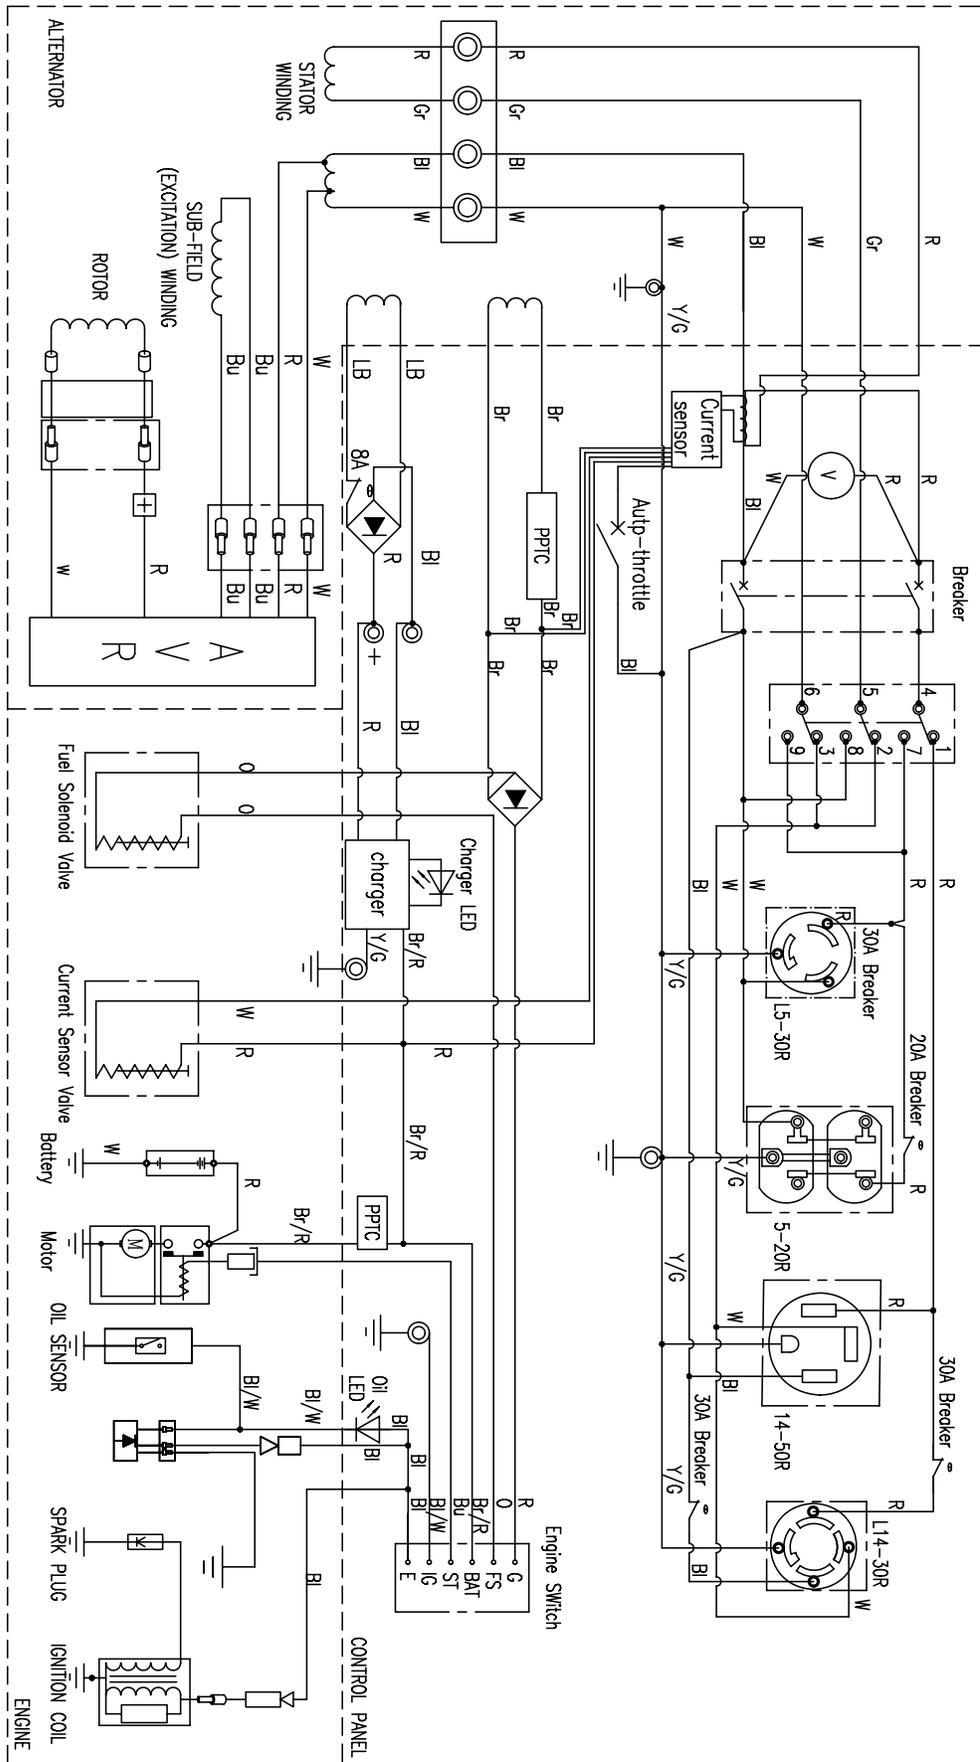 ALTERNATOR
STATOR
WINDING
R
R
Gr
Gr
Bl
Bl
W
W
SUB-FIELD
(EXCITATION) WINDING
ROTOR
W
Bl
W
Gr
R
Y/G
Bu
Bu
R
W
LB
LB
Br
Br
Current
sensor
8A
R
Bl
PPTC
Autp-throttle
W
V
R
R
Bl
Breaker
w
R
Bu
Bu
R
W
A V R
+
Br
Br
Br
Br
Br
Bl
R
Bl
6
5
4
9
3
8
2
7
1
Fuel Solenoid Valve
O
O
charger
Charger LED
Y/G
Br/R
Bl
W
W
R
R
R
30A Breaker
L5-30R
Y/G
Current Sensor Valve
W
R
R
20A Breaker
Br/R
Y/G
R
5-20R
Battery
W
R
Motor
M
Br/R
PPTC
Y/G
R
W
Bl
14-50R
OIL SENSOR
Bl/W
Bl/W
Oil
LED
Bl
Bl
Bl
30A Breaker
30A Breaker
Y/G
R
L14-30R
Bl
W
SPARK PLUG
Bl
Bl
Bl/W
Bu
Br/R
O
R
Engine SWitch
E
IG
ST
BAT
FS
G
IGNITION COIL
CONTROL PANEL
ENGINE